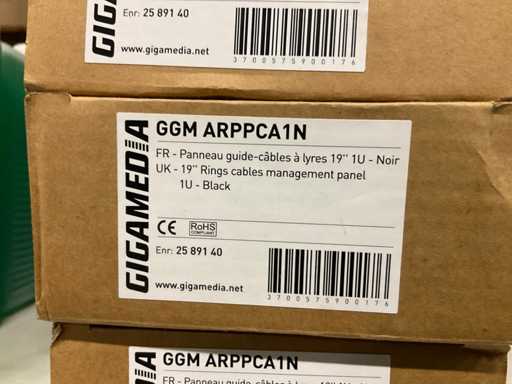 GIGAMEDIA
Enr: 25 891 40
www.gigamedia.net
3700575900176
GIGAMEDIA
GGM ARPPCA1N
FR - Panneau guide-câbles à lyres 19'' 1U - Noir
UK - 19'' Rings cables management panel
1U - Black
CE
RoHS
COMPLIANT
Enr: 25 891 40
www.gigamedia.net
3700575900176
GGM ARPPCA1N